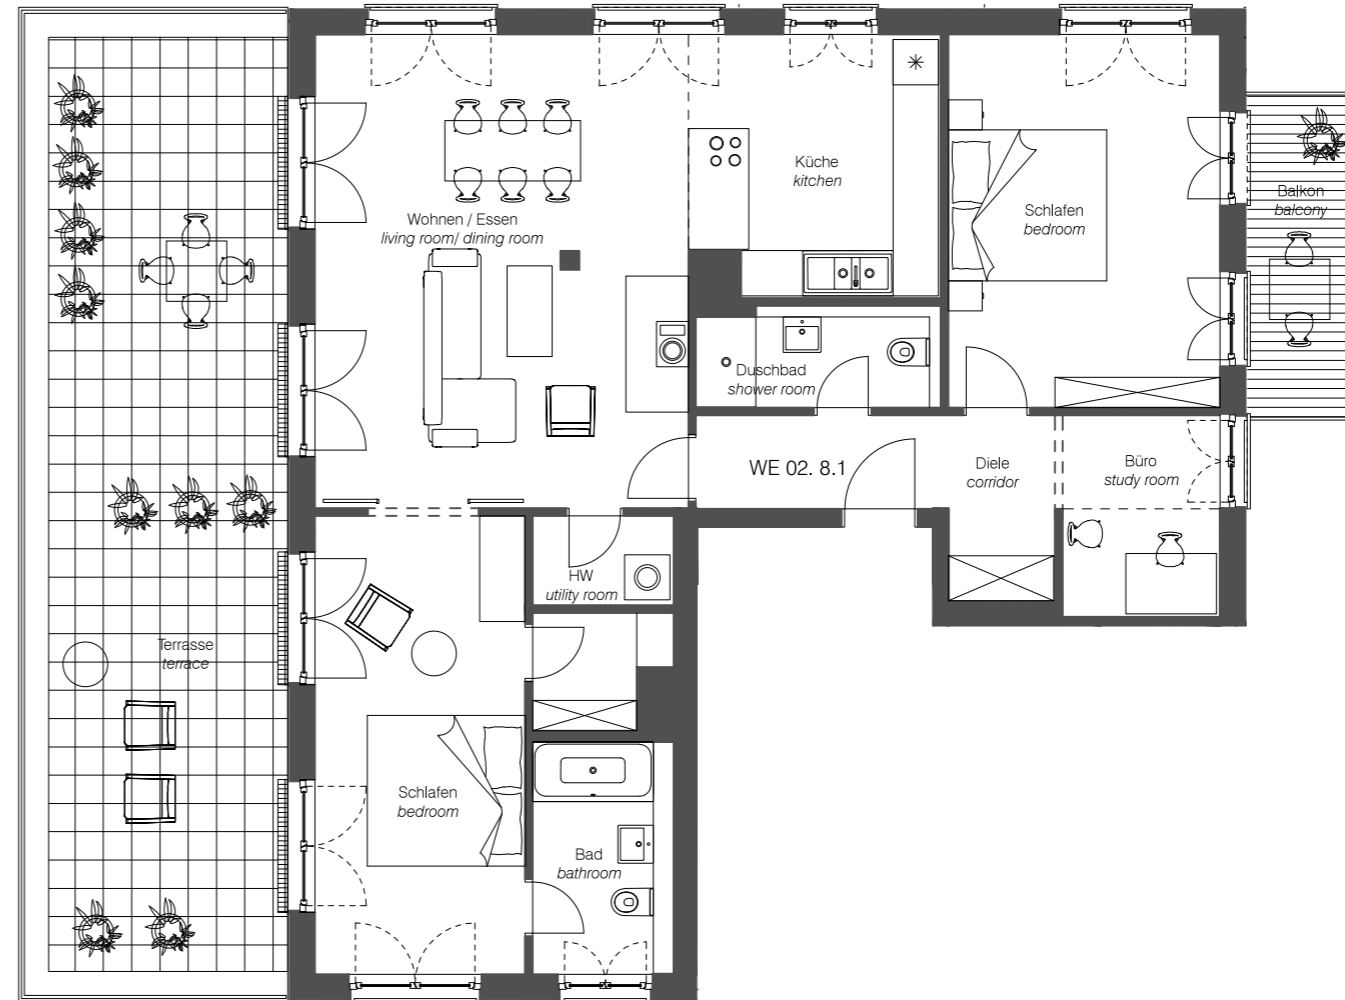 Küche
kitchen
Balkon
balcony
Schlafen
bedroom
Wohnen / Essen
living room/ dining room
Duschbad
shower room
WE 02. 8.1
Diele
corridor
Büro
study room
HW
utility room
Terrasse
terrace
Schlafen
bedroom
Bad
bathroom